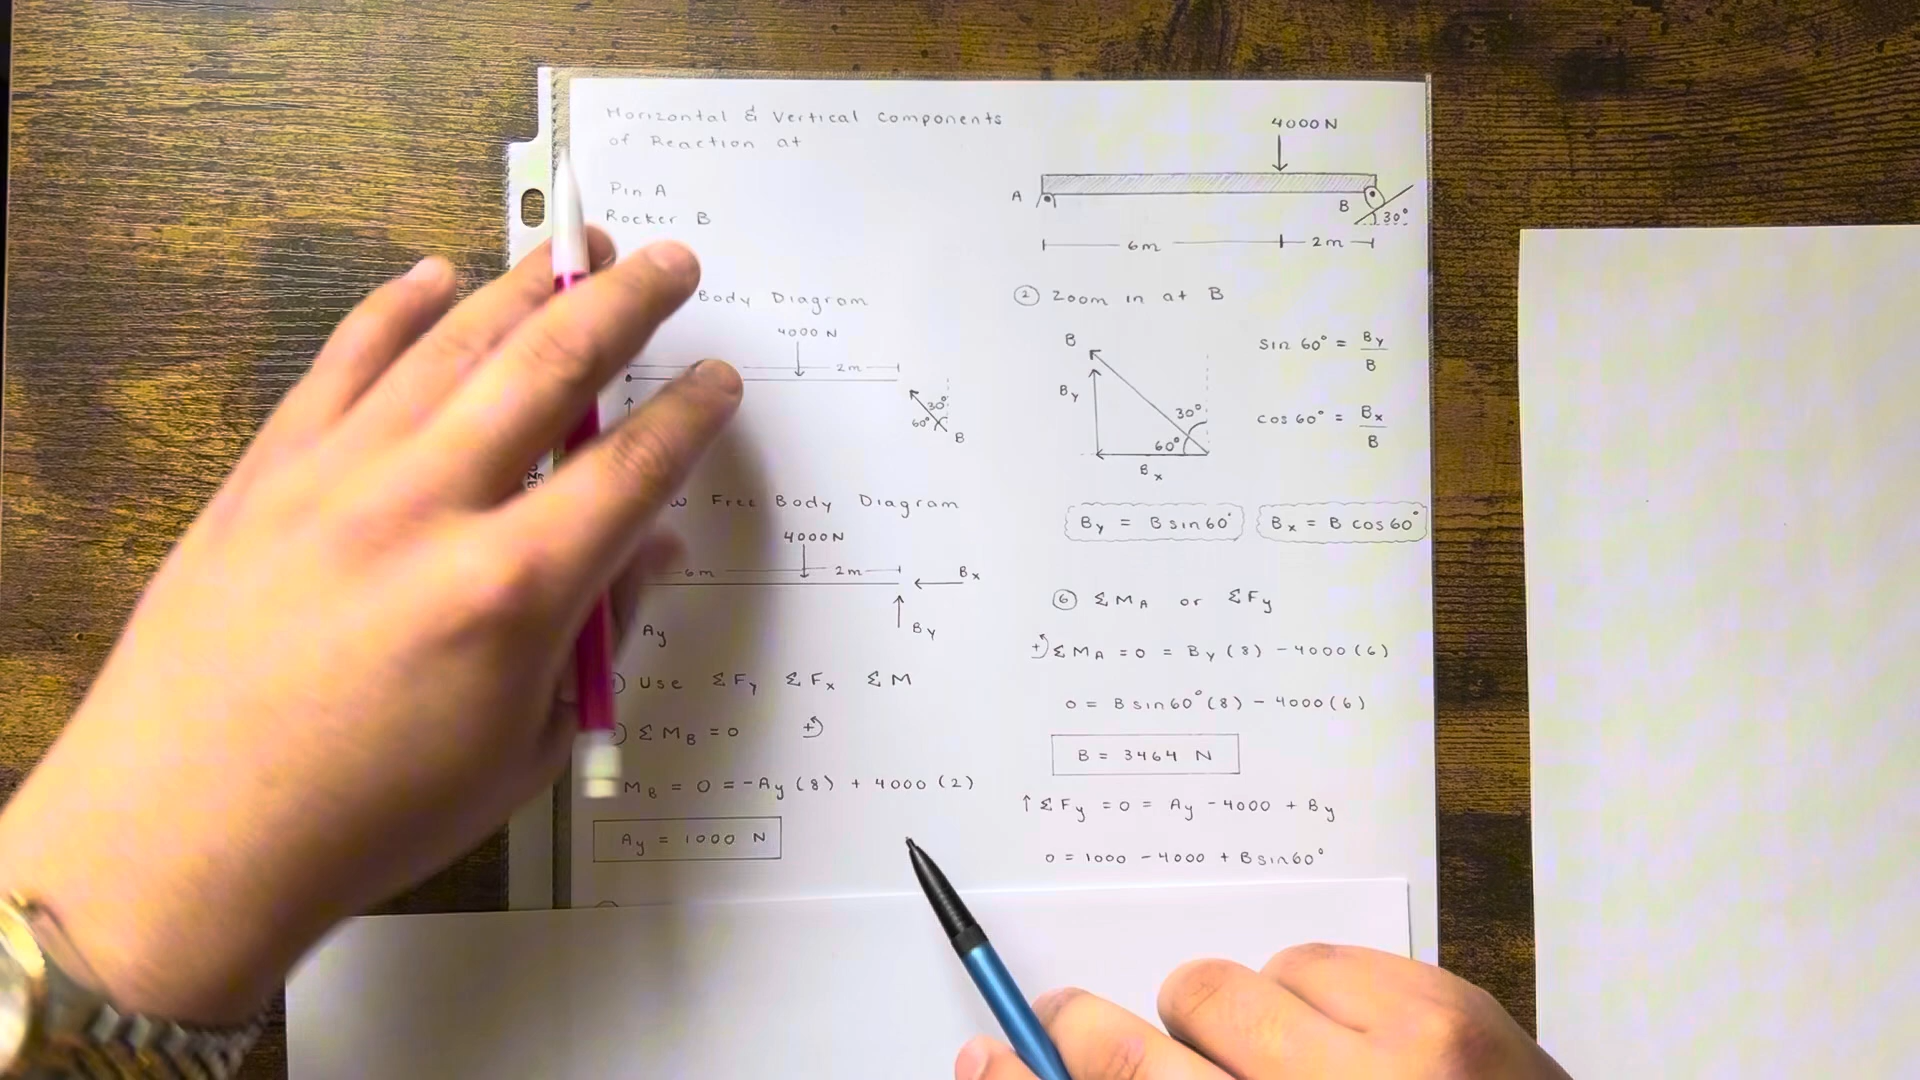 Horizontal & Vertical Components
of Reaction at
Pin A
Rocker B
4000 N
A
B
30°
6m
2m
Body Diagram
4000 N
2m
30°
60°
B
② Zoom in at B
B
By
30°
60°
Bx
sin 60° = By / B
cos 60° = Bx / B
By = B sin 60°
Bx = B cos 60°
Free Body Diagram
4000N
6m
2m
Bx
By
Ay
Use ΣFy ΣFx ΣM
ΣMB = 0 +
MB = 0 = -Ay (8) + 4000 (2)
Ay = 1000 N
⑥ ΣMA or ΣFy
+ ΣMA = 0 = By (8) - 4000 (6)
0 = B sin 60° (8) - 4000 (6)
B = 3464 N
↑ ΣFy = 0 = Ay - 4000 + By
0 = 1000 - 4000 + B sin 60°